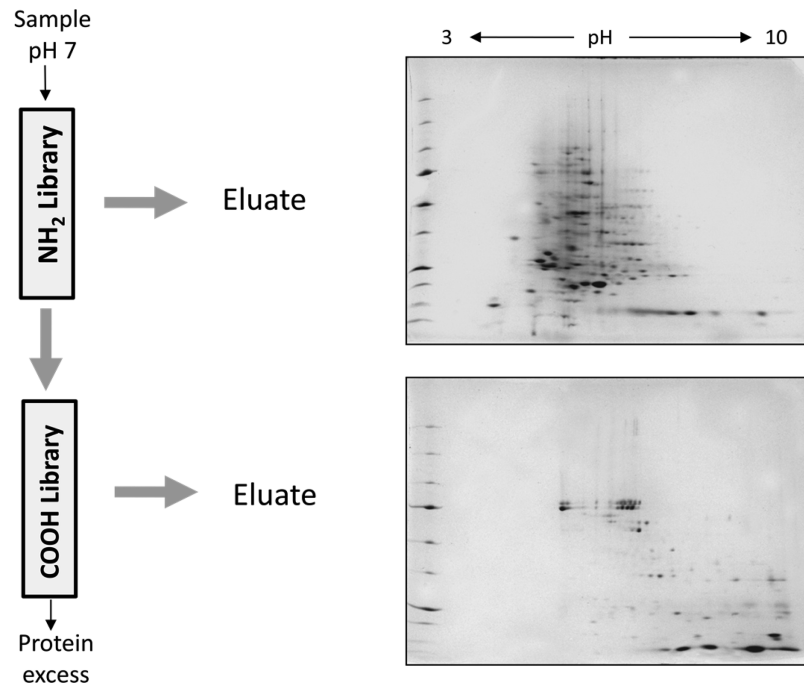 Sample
pH 7
NH₂ Library
Eluate
COOH Library
Eluate
Protein
excess
3 pH 10